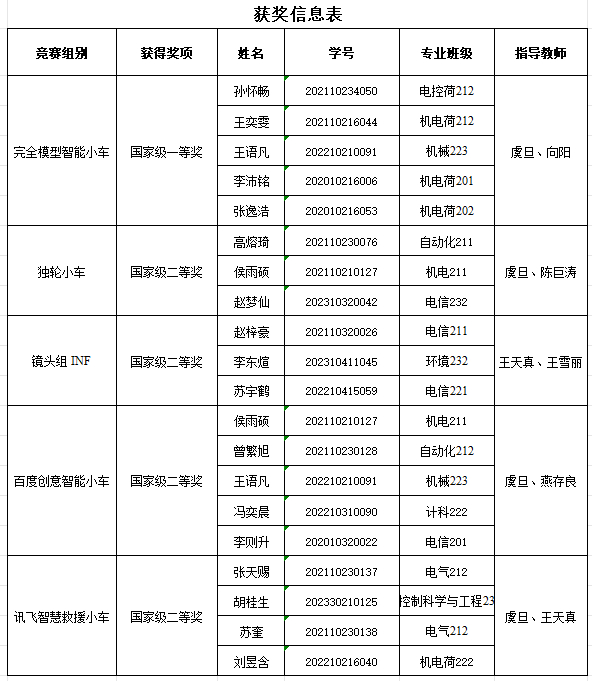 获奖信息表
竞赛组别 获得奖项 姓名 学号 专业班级 指导教师
完全模型智能小车 国家级一等奖 孙怀畅 202110234050 电控荷212 虞旦、向阳
王奕雯 202110216044 机电荷212
王语凡 202210210091 机械223
李沛铭 202010216006 机电荷201
张逸浩 202010216053 机电荷202
独轮小车 国家级二等奖 高熔琦 202110230076 自动化211 虞旦、陈巨涛
侯雨硕 202110210127 机电211
赵梦仙 202310320042 电信232
镜头组 INF 国家级二等奖 赵梓豪 202110320026 电信211 王天真、王雪丽
李东煊 202310411045 环境232
苏宇鹤 202210415059 电信221
百度创意智能小车 国家级二等奖 侯雨硕 202110210127 机电211 虞旦、燕存良
曾繁旭 202110230128 自动化212
王语凡 202210210091 机械223
冯奕晨 202210310090 计科222
李则升 202010320022 电信201
讯飞智慧救援小车 国家级二等奖 张天赐 202110230137 电气212 虞旦、王天真
胡桂生 202330210125 控制科学与工程23
苏奎 202110230138 电气212
刘昱含 202210216040 机电荷222